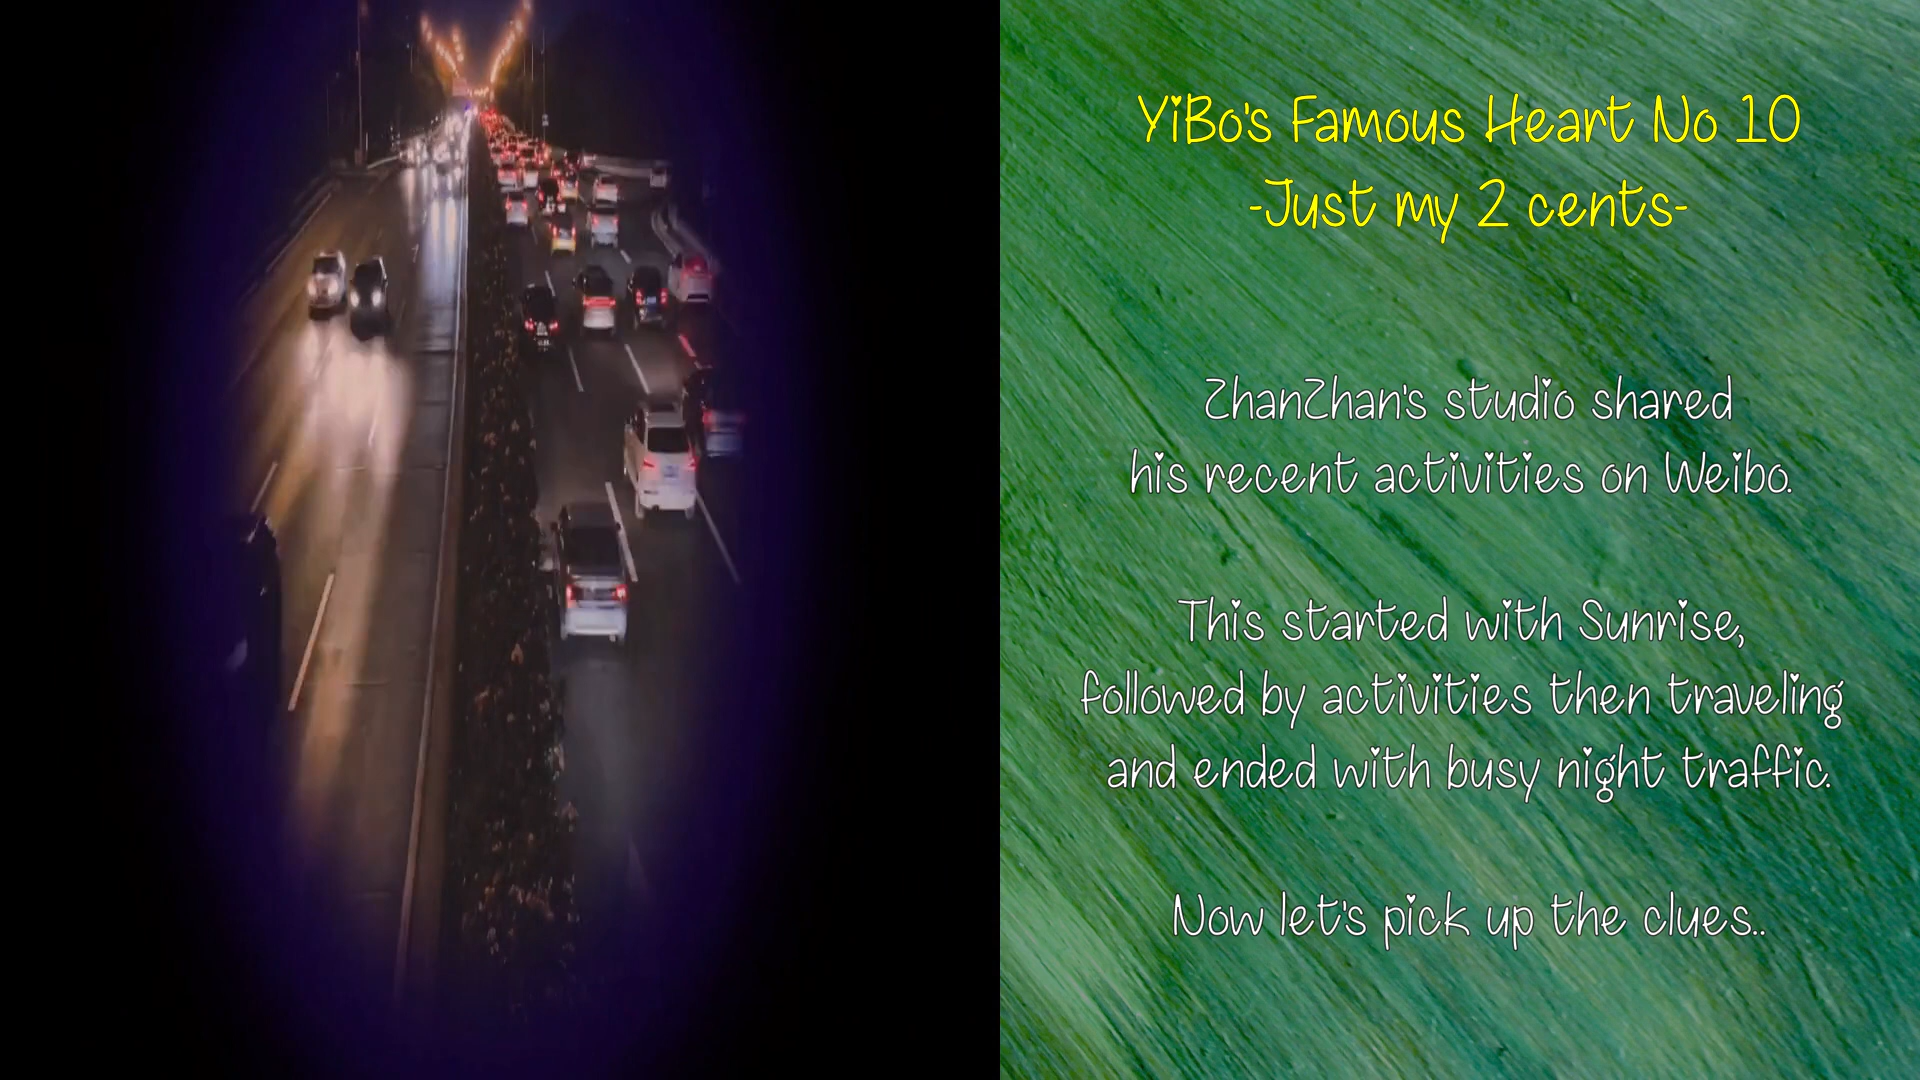 YiBo's Famous Heart No 10
-Just my 2 cents-
ZhanZhan's studio shared
his recent activities on Weibo.
This started with Sunrise,
followed by activities then traveling
and ended with busy night traffic.
Now let's pick up the clues..